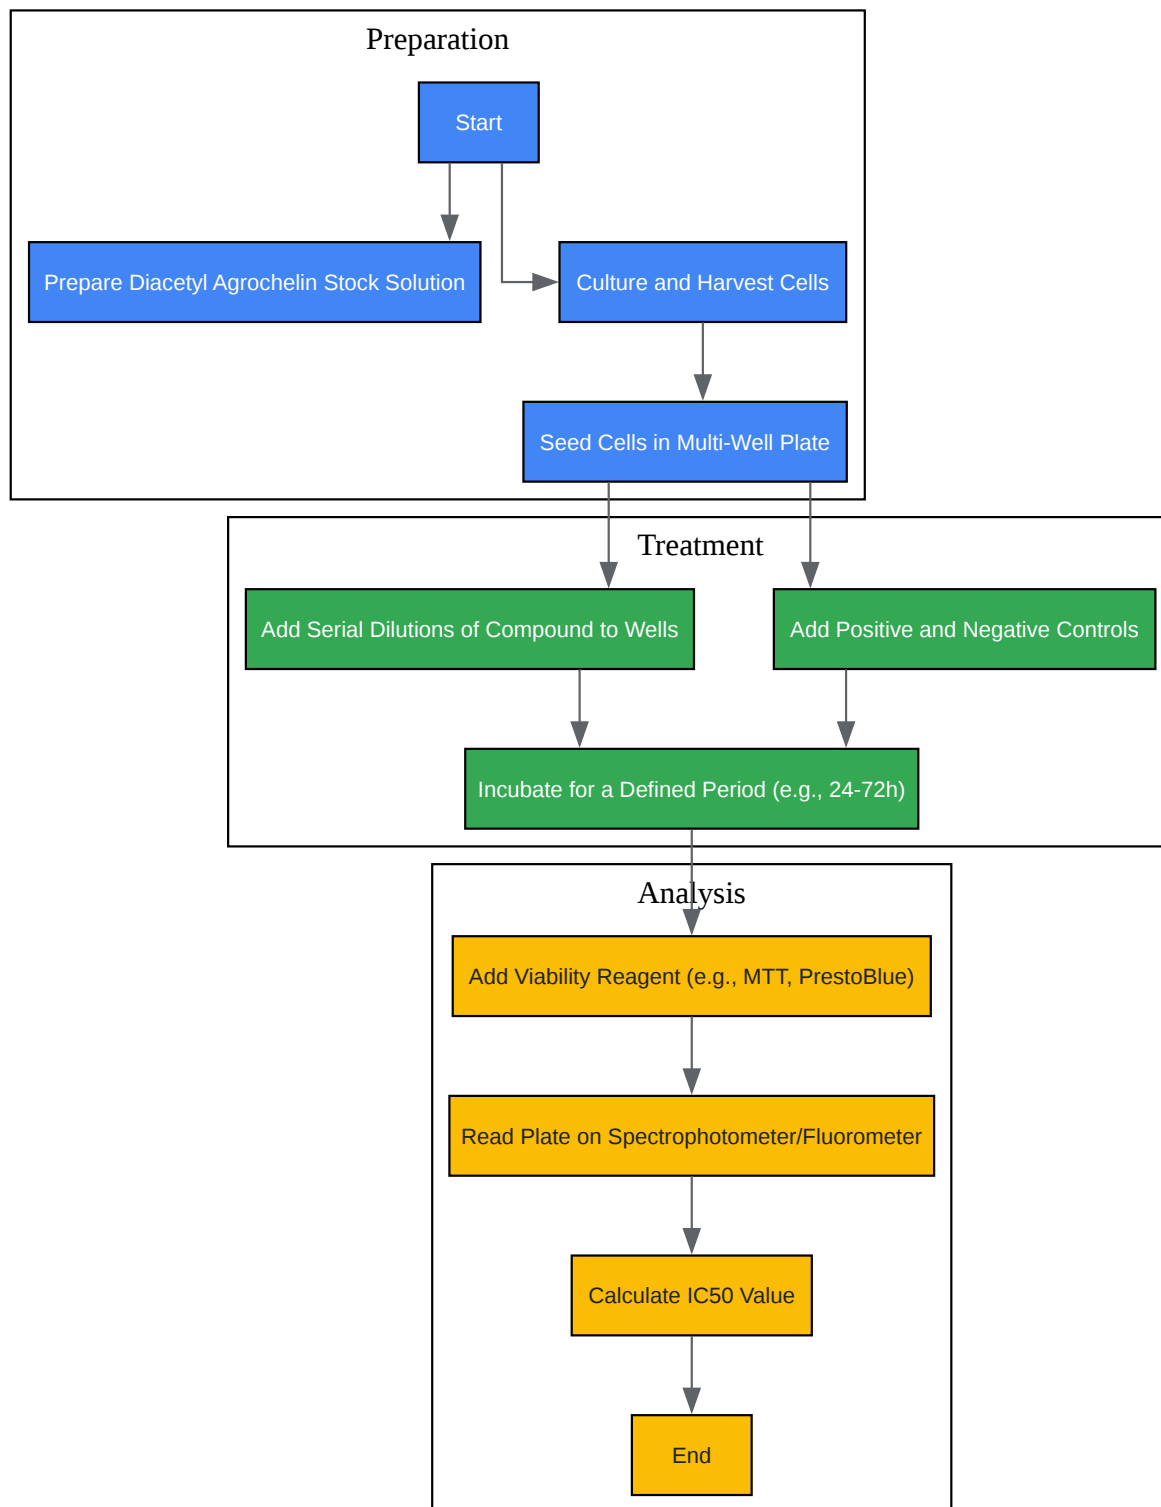 Preparation
Start
Prepare Diacetyl Agrochelin Stock Solution
Culture and Harvest Cells
Seed Cells in Multi-Well Plate
Treatment
Add Serial Dilutions of Compound to Wells
Add Positive and Negative Controls
Incubate for a Defined Period (e.g., 24-72h)
Analysis
Add Viability Reagent (e.g., MTT, PrestoBlue)
Read Plate on Spectrophotometer/Fluorometer
Calculate IC50 Value
End